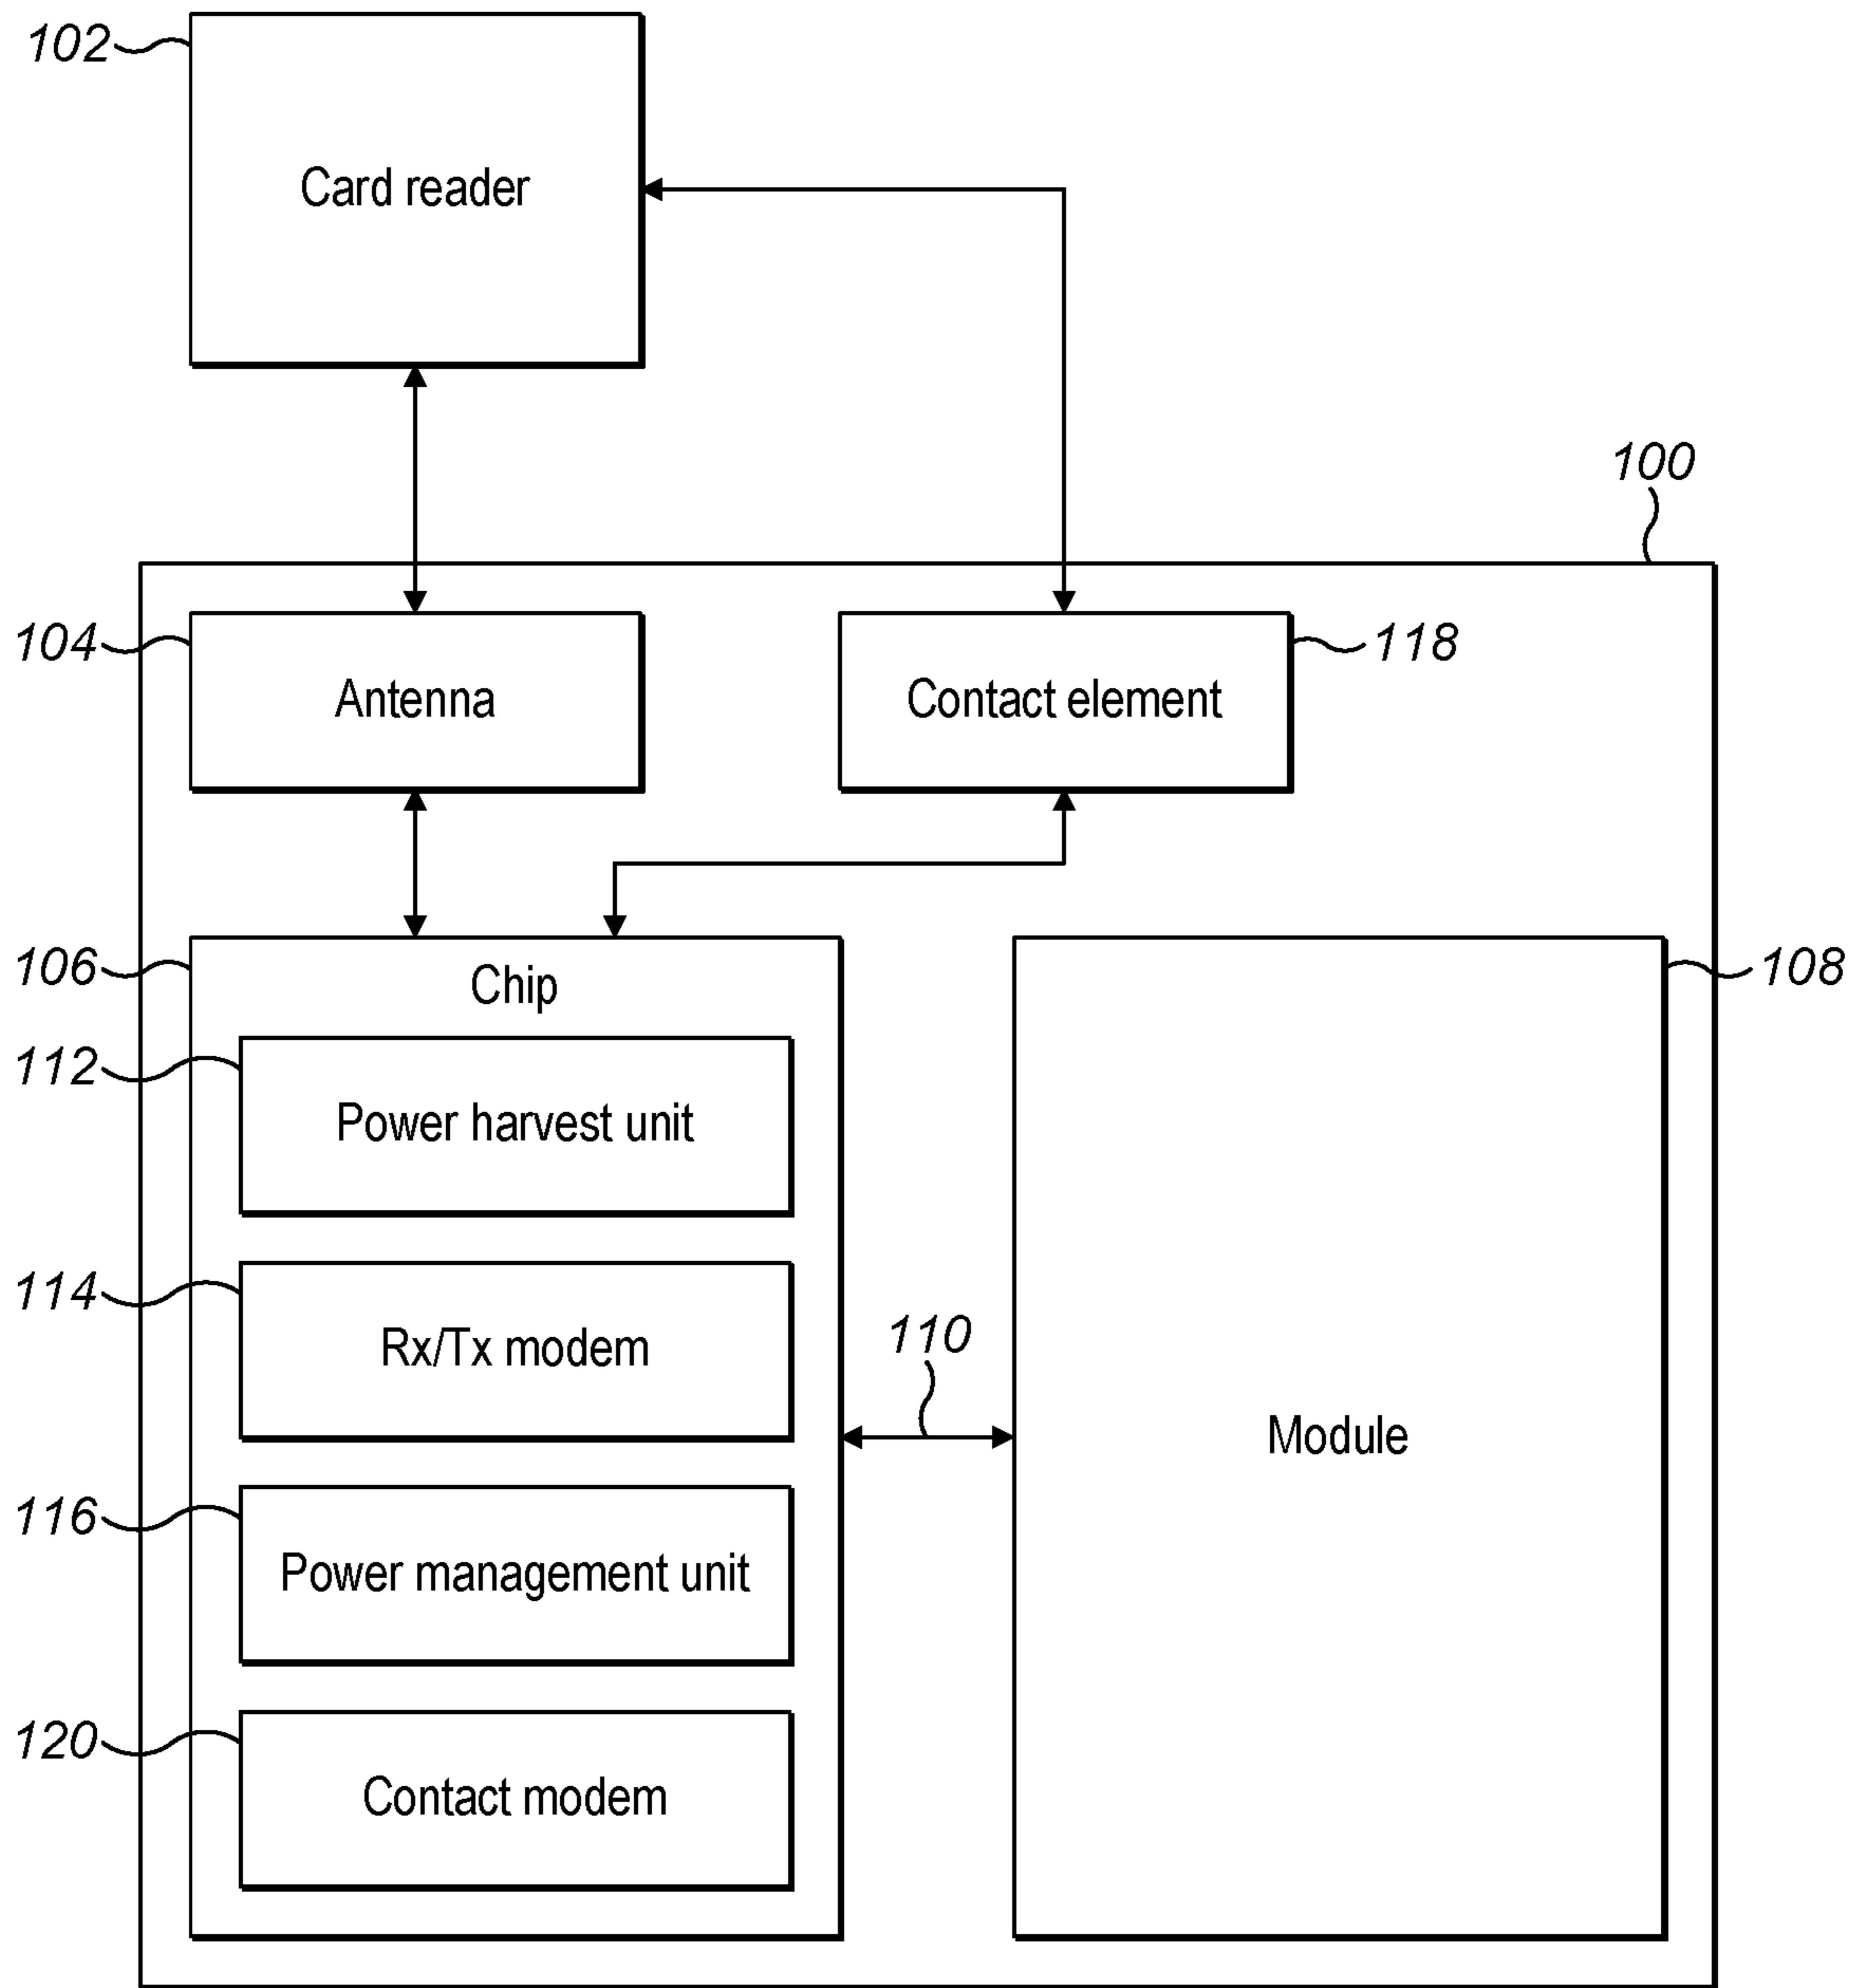 102
Card reader
100
104
Antenna
Contact element
118
106
Chip
108
112
Power harvest unit
114
Rx/Tx modem
110
Module
116
Power management unit
120
Contact modem